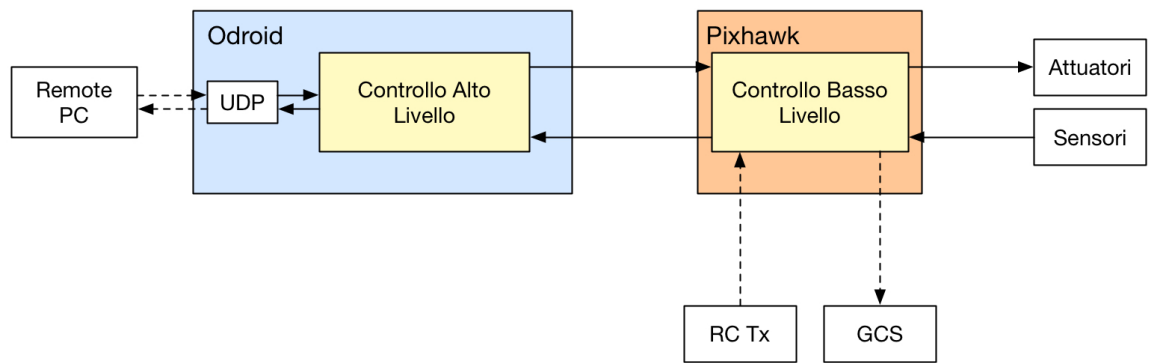 Odroid
Pixhawk
Remote
PC
UDP
Controllo Alto
Livello
Controllo Basso
Livello
Attuatori
Sensori
RC Tx
GCS